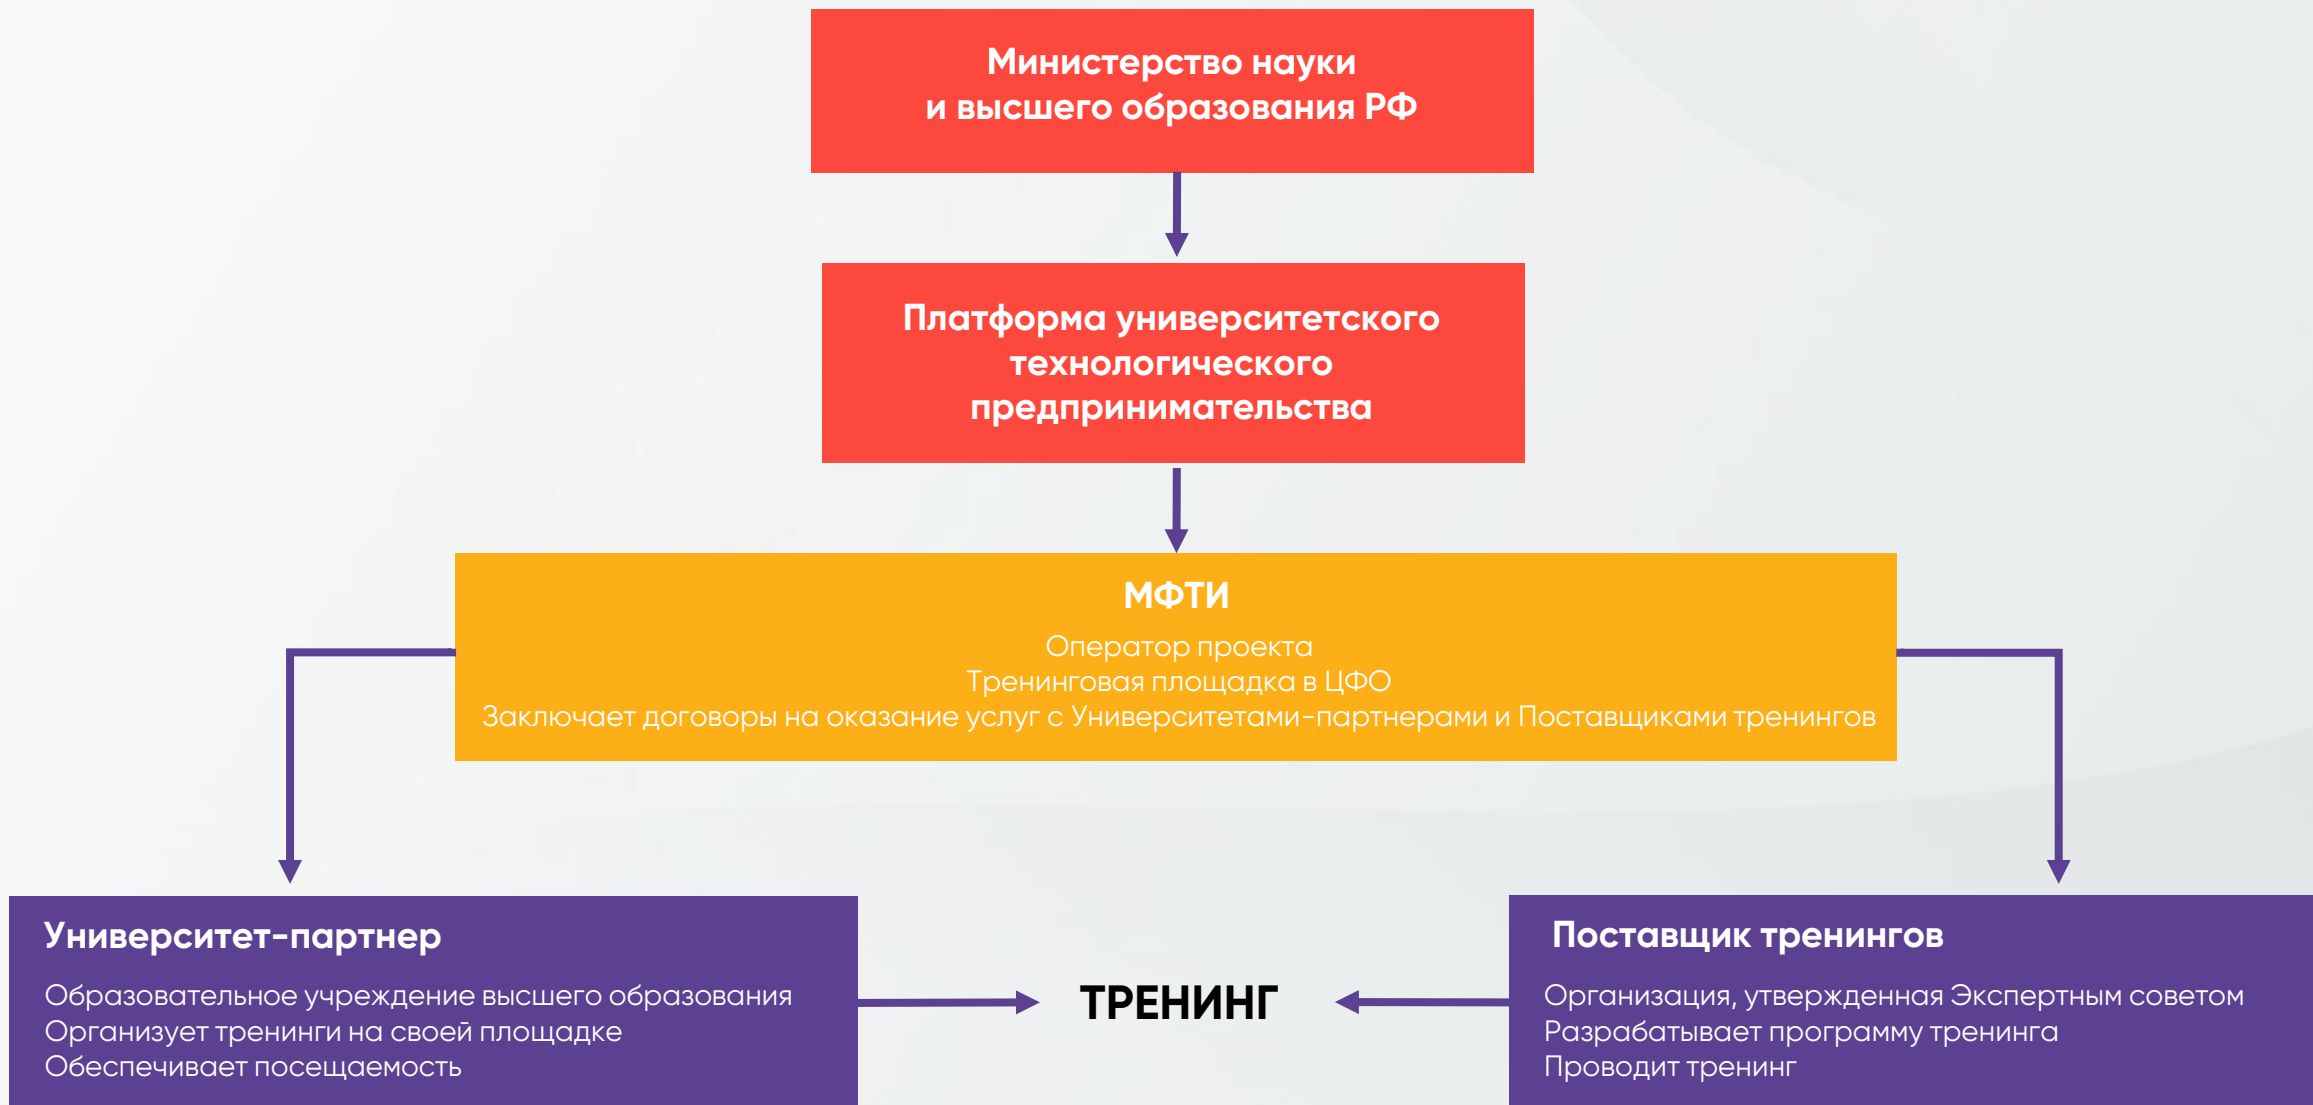 Министерство науки
и высшего образования РФ
Платформа университетского
технологического
предпринимательства
МФТИ
Оператор проекта
Тренинговая площадка в ЦФО
Заключает договоры на оказание услуг с Университетами-партнерами и Поставщиками тренингов
Университет-партнер
Образовательное учреждение высшего образования
Организует тренинги на своей площадке
Обеспечивает посещаемость
ТРЕНИНГ
Поставщик тренингов
Организация, утвержденная Экспертным советом
Разрабатывает программу тренинга
Проводит тренинг